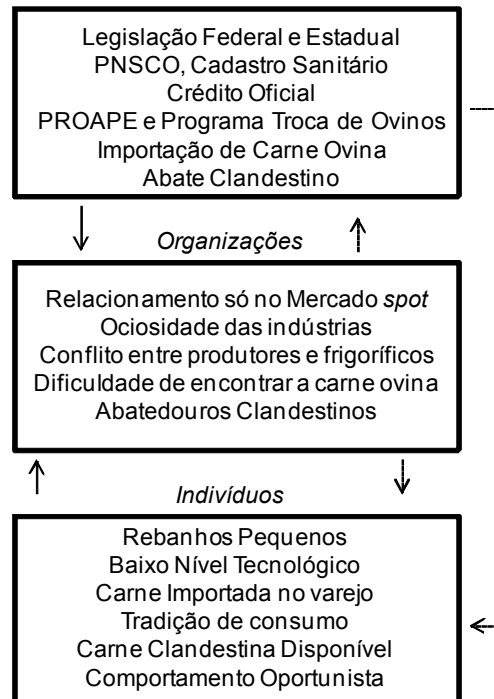 Legislação Federal e Estadual
PNSCO, Cadastro Sanitário
Crédito Oficial
PROAPE e Programa Troca de Ovinos
Importação de Carne Ovina
Abate Clandestino
Organizações
Relacionamento só no Mercado spot
Ociosidade das indústrias
Conflito entre produtores e frigoríficos
Dificuldade de encontrar a carne ovina
Abatedouros Clandestinos
Indivíduos
Rebanhos Pequenos
Baixo Nível Tecnológico
Carne Importada no varejo
Tradição de consumo
Carne Clandestina Disponível
Comportamento Oportunista